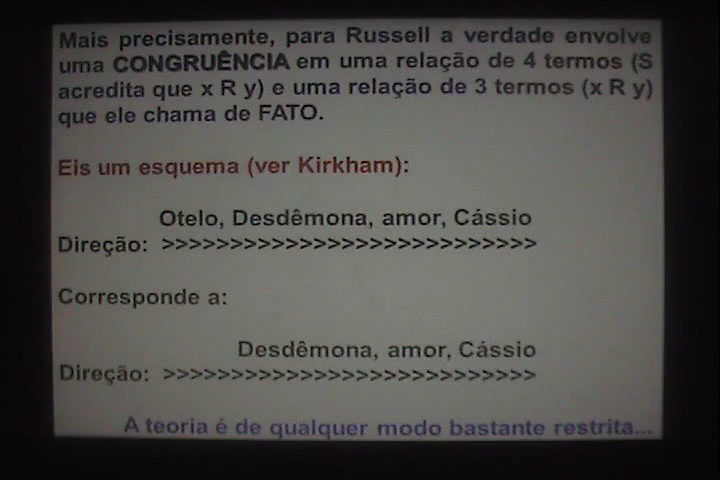 Mais precisamente, para Russell a verdade envolve
uma CONGRUÊNCIA em uma relação de 4 termos (S
acredita que x R y) e uma relação de 3 termos (x R y)
que ele chama de FATO.
Eis um esquema (ver Kirkham):
Otelo, Desdêmona, amor, Cássio
Direção: >>>>>>>>>>>>>>>>>>>>>>>>>>>>
Corresponde a:
Desdêmona, amor, Cássio
Direção: >>>>>>>>>>>>>>>>>>>>>>>>>>>>
A teoria é de qualquer modo bastante restrita...